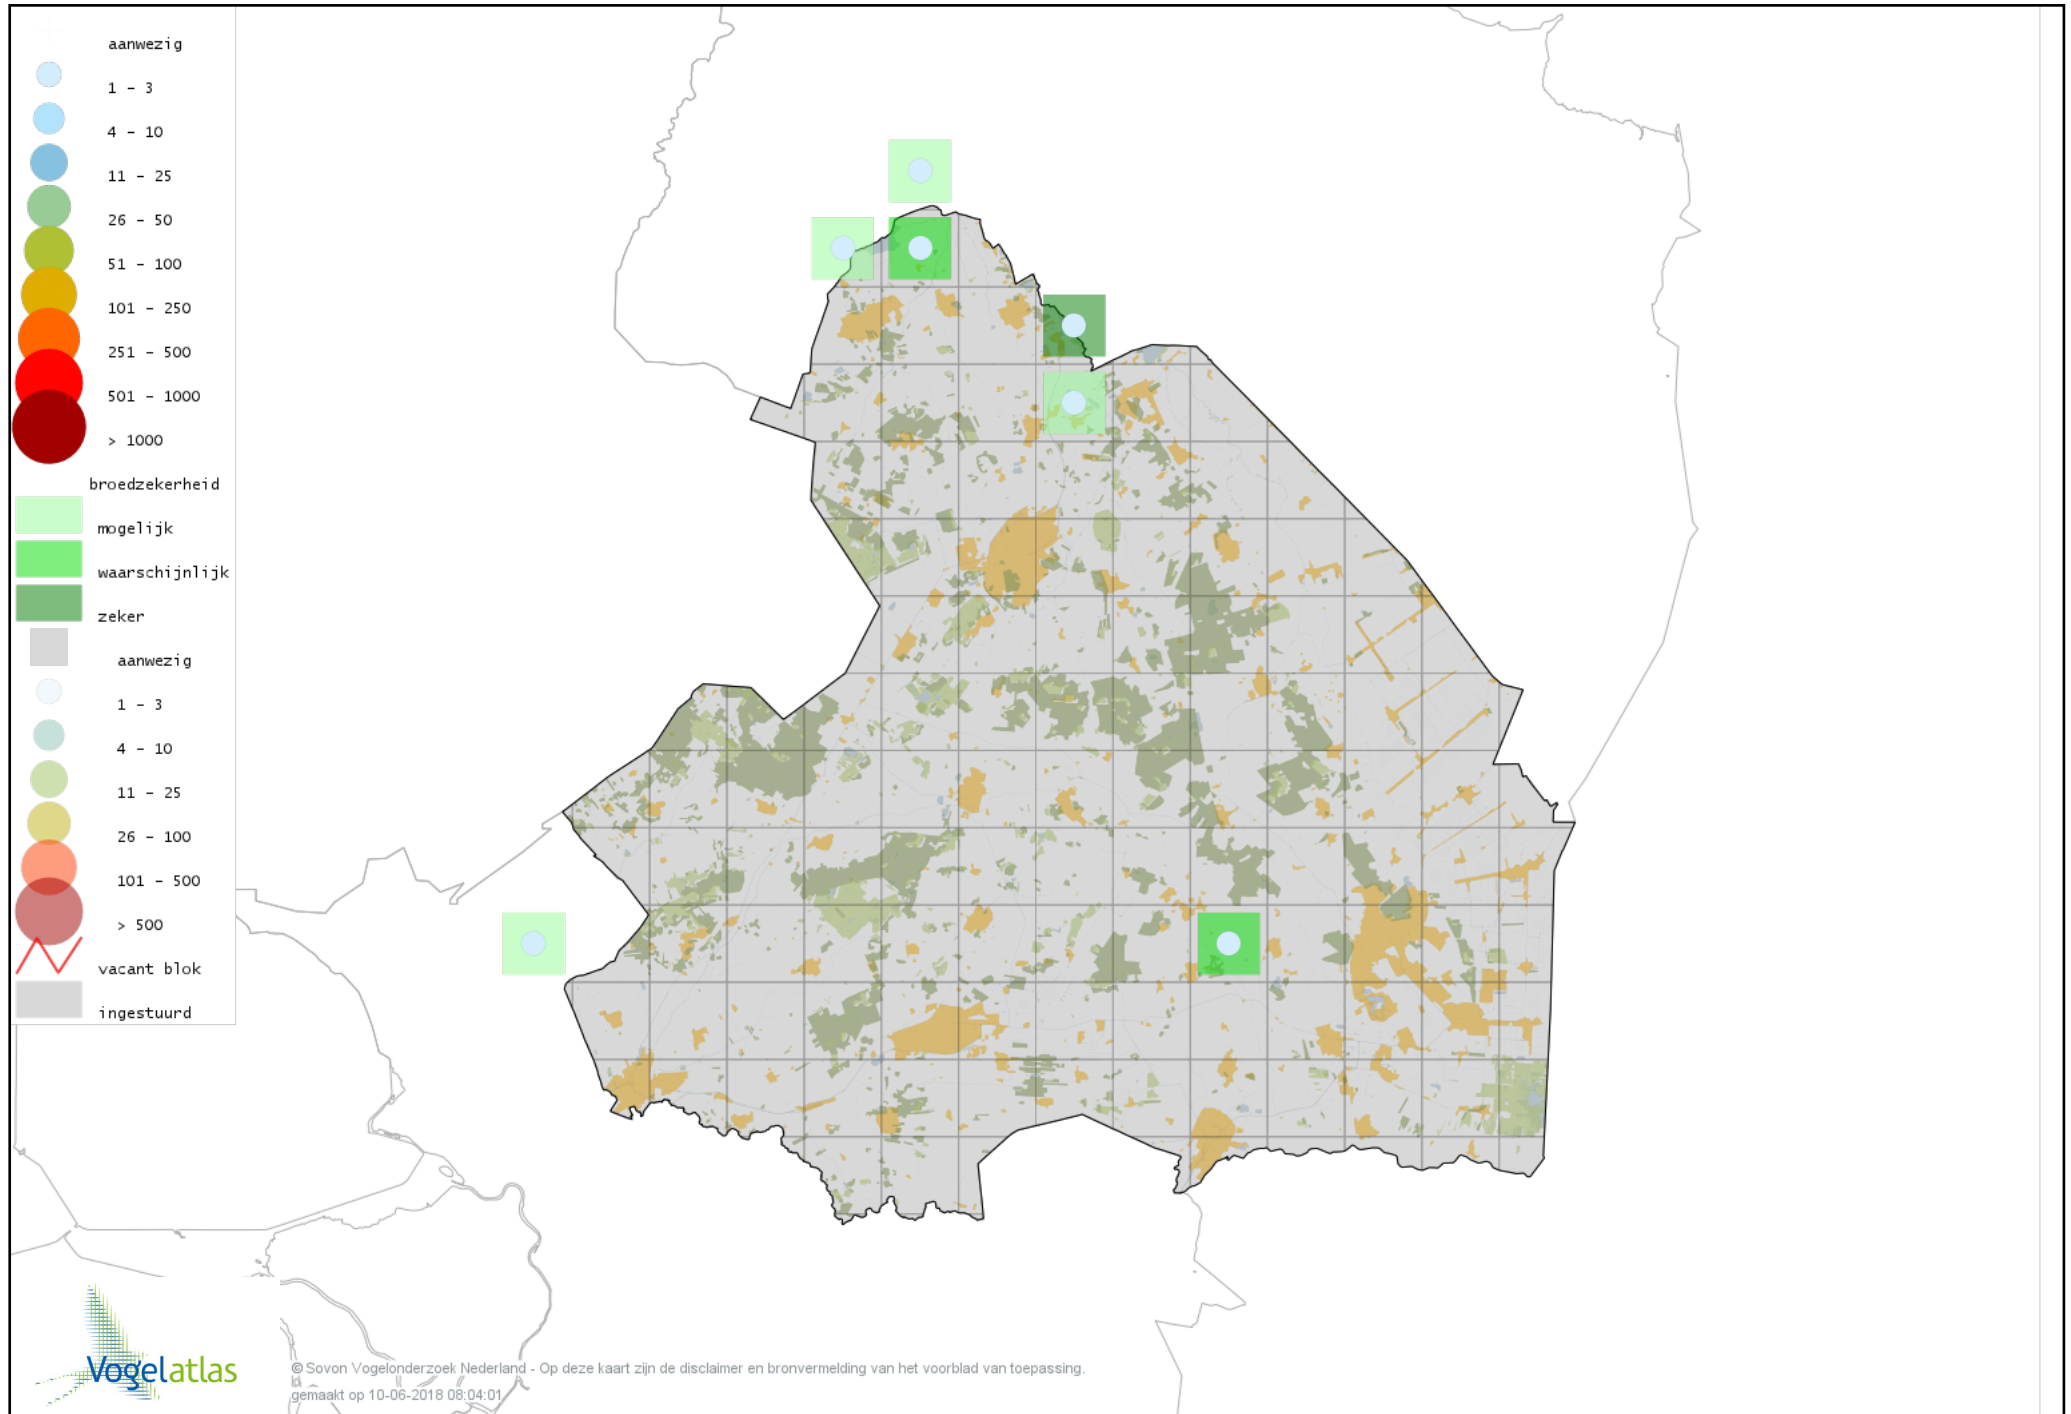 aanwezig
1 - 3
4 - 10
11 - 25
26 - 50
51 - 100
101 - 250
251 - 500
501 - 1000
> 1000
broedzekerheid
mogelijk
waarschijnlijk
zeker
aanwezig
1 - 3
4 - 10
11 - 25
26 - 100
101 - 500
> 500
vacant blok
ingestuurd
Vogelatlas
© Sovon Vogelonderzoek Nederland - Op deze kaart zijn de disclaimer en bronvermelding van het voorblad van toepassing.
gemaakt op 10-06-2018 08:04:01